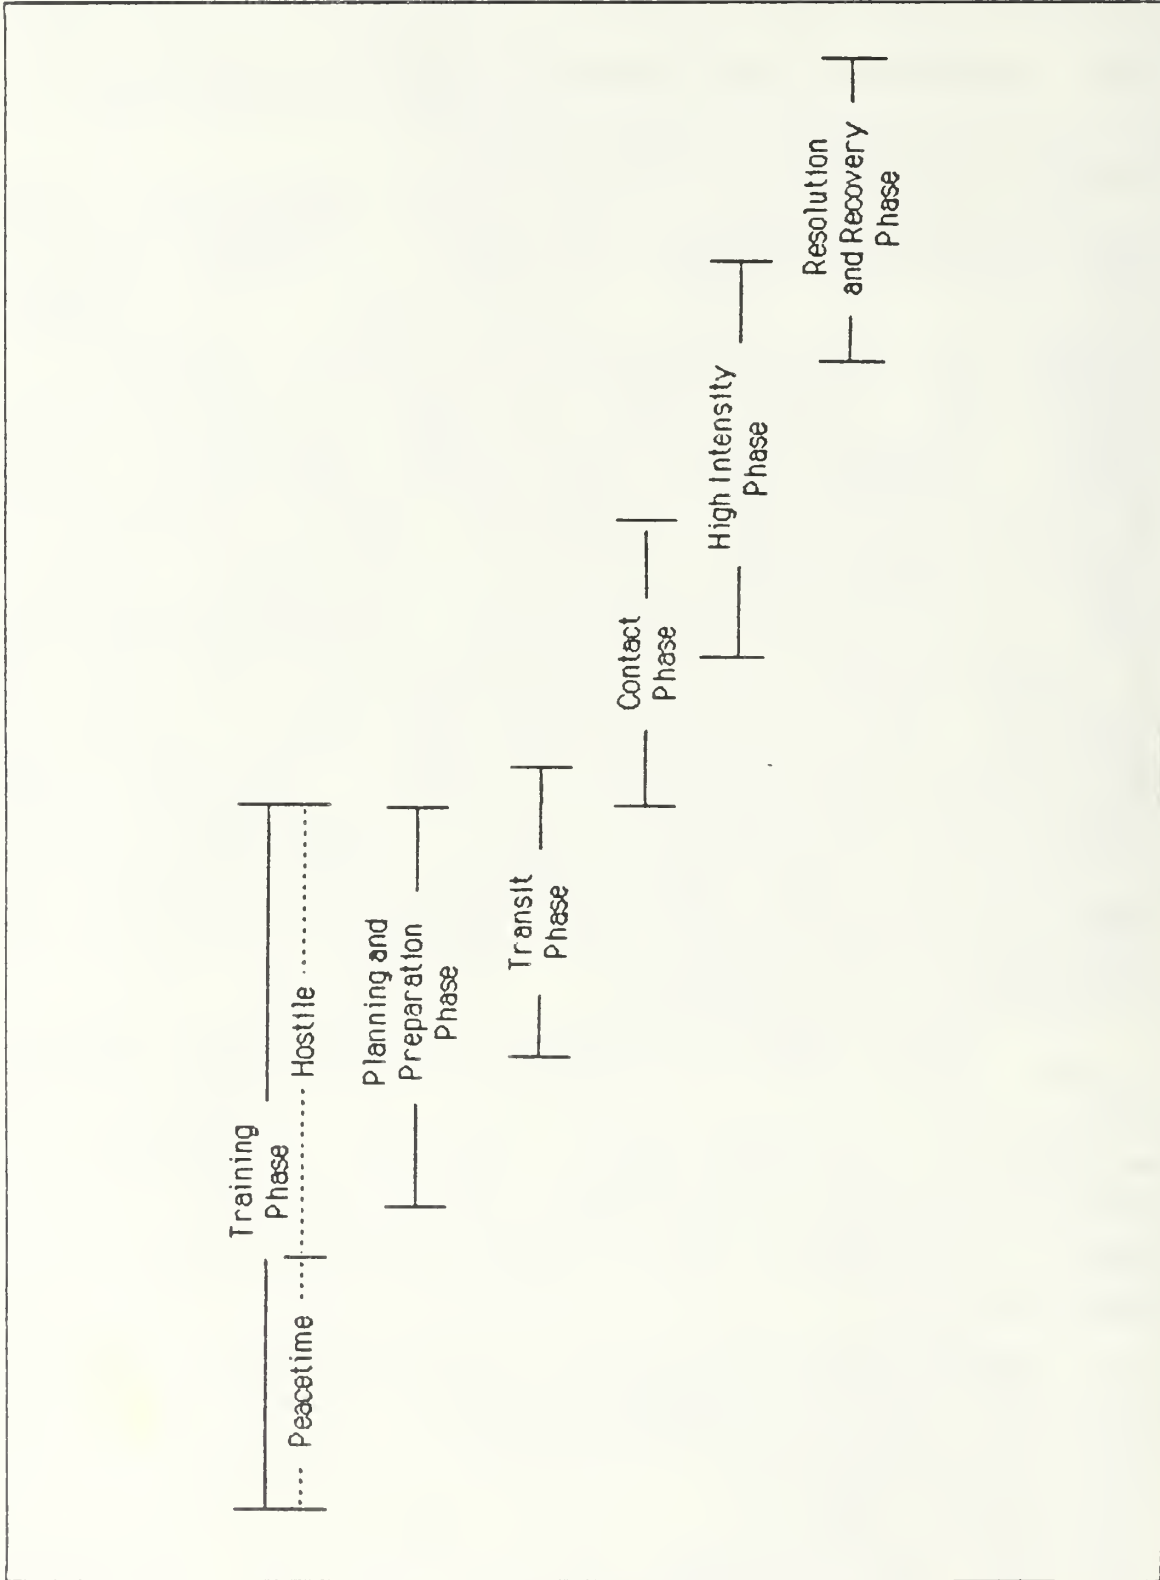 Training
Phase
Peacetime
Hostile
Planning and
Preparation
Phase
Transit
Phase
Contact
Phase
High Intensity
Phase
Resolution
and Recovery
Phase